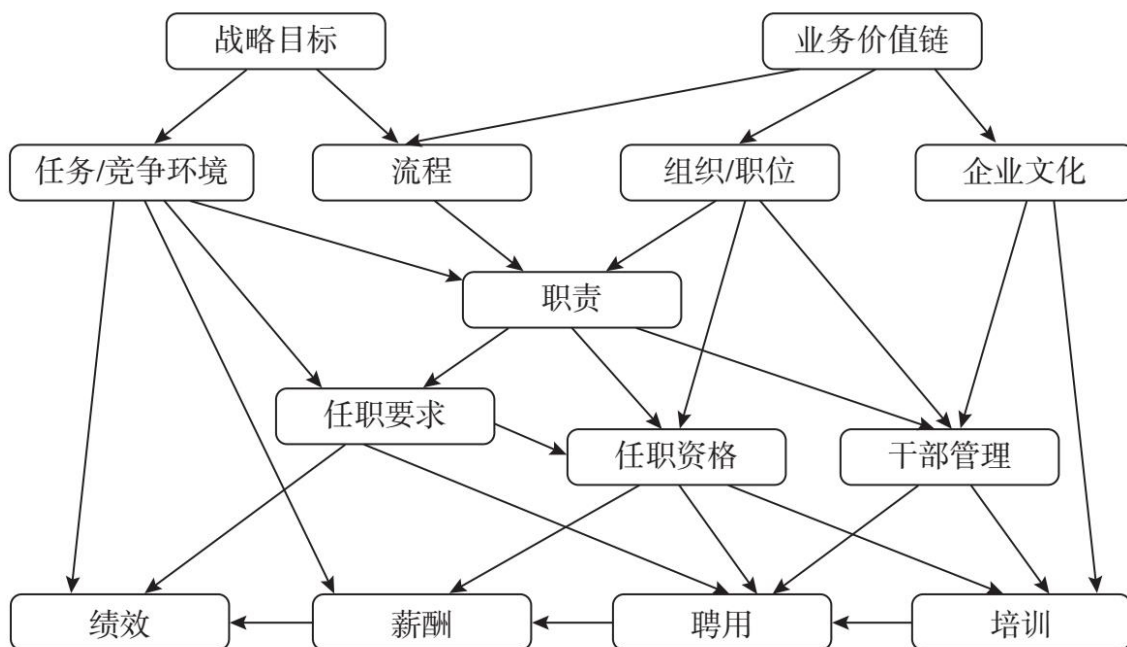 战略目标
业务价值链
任务/竞争环境
流程
组织/职位
企业文化
职责
任职要求
任职资格
干部管理
绩效
薪酬
聘用
培训